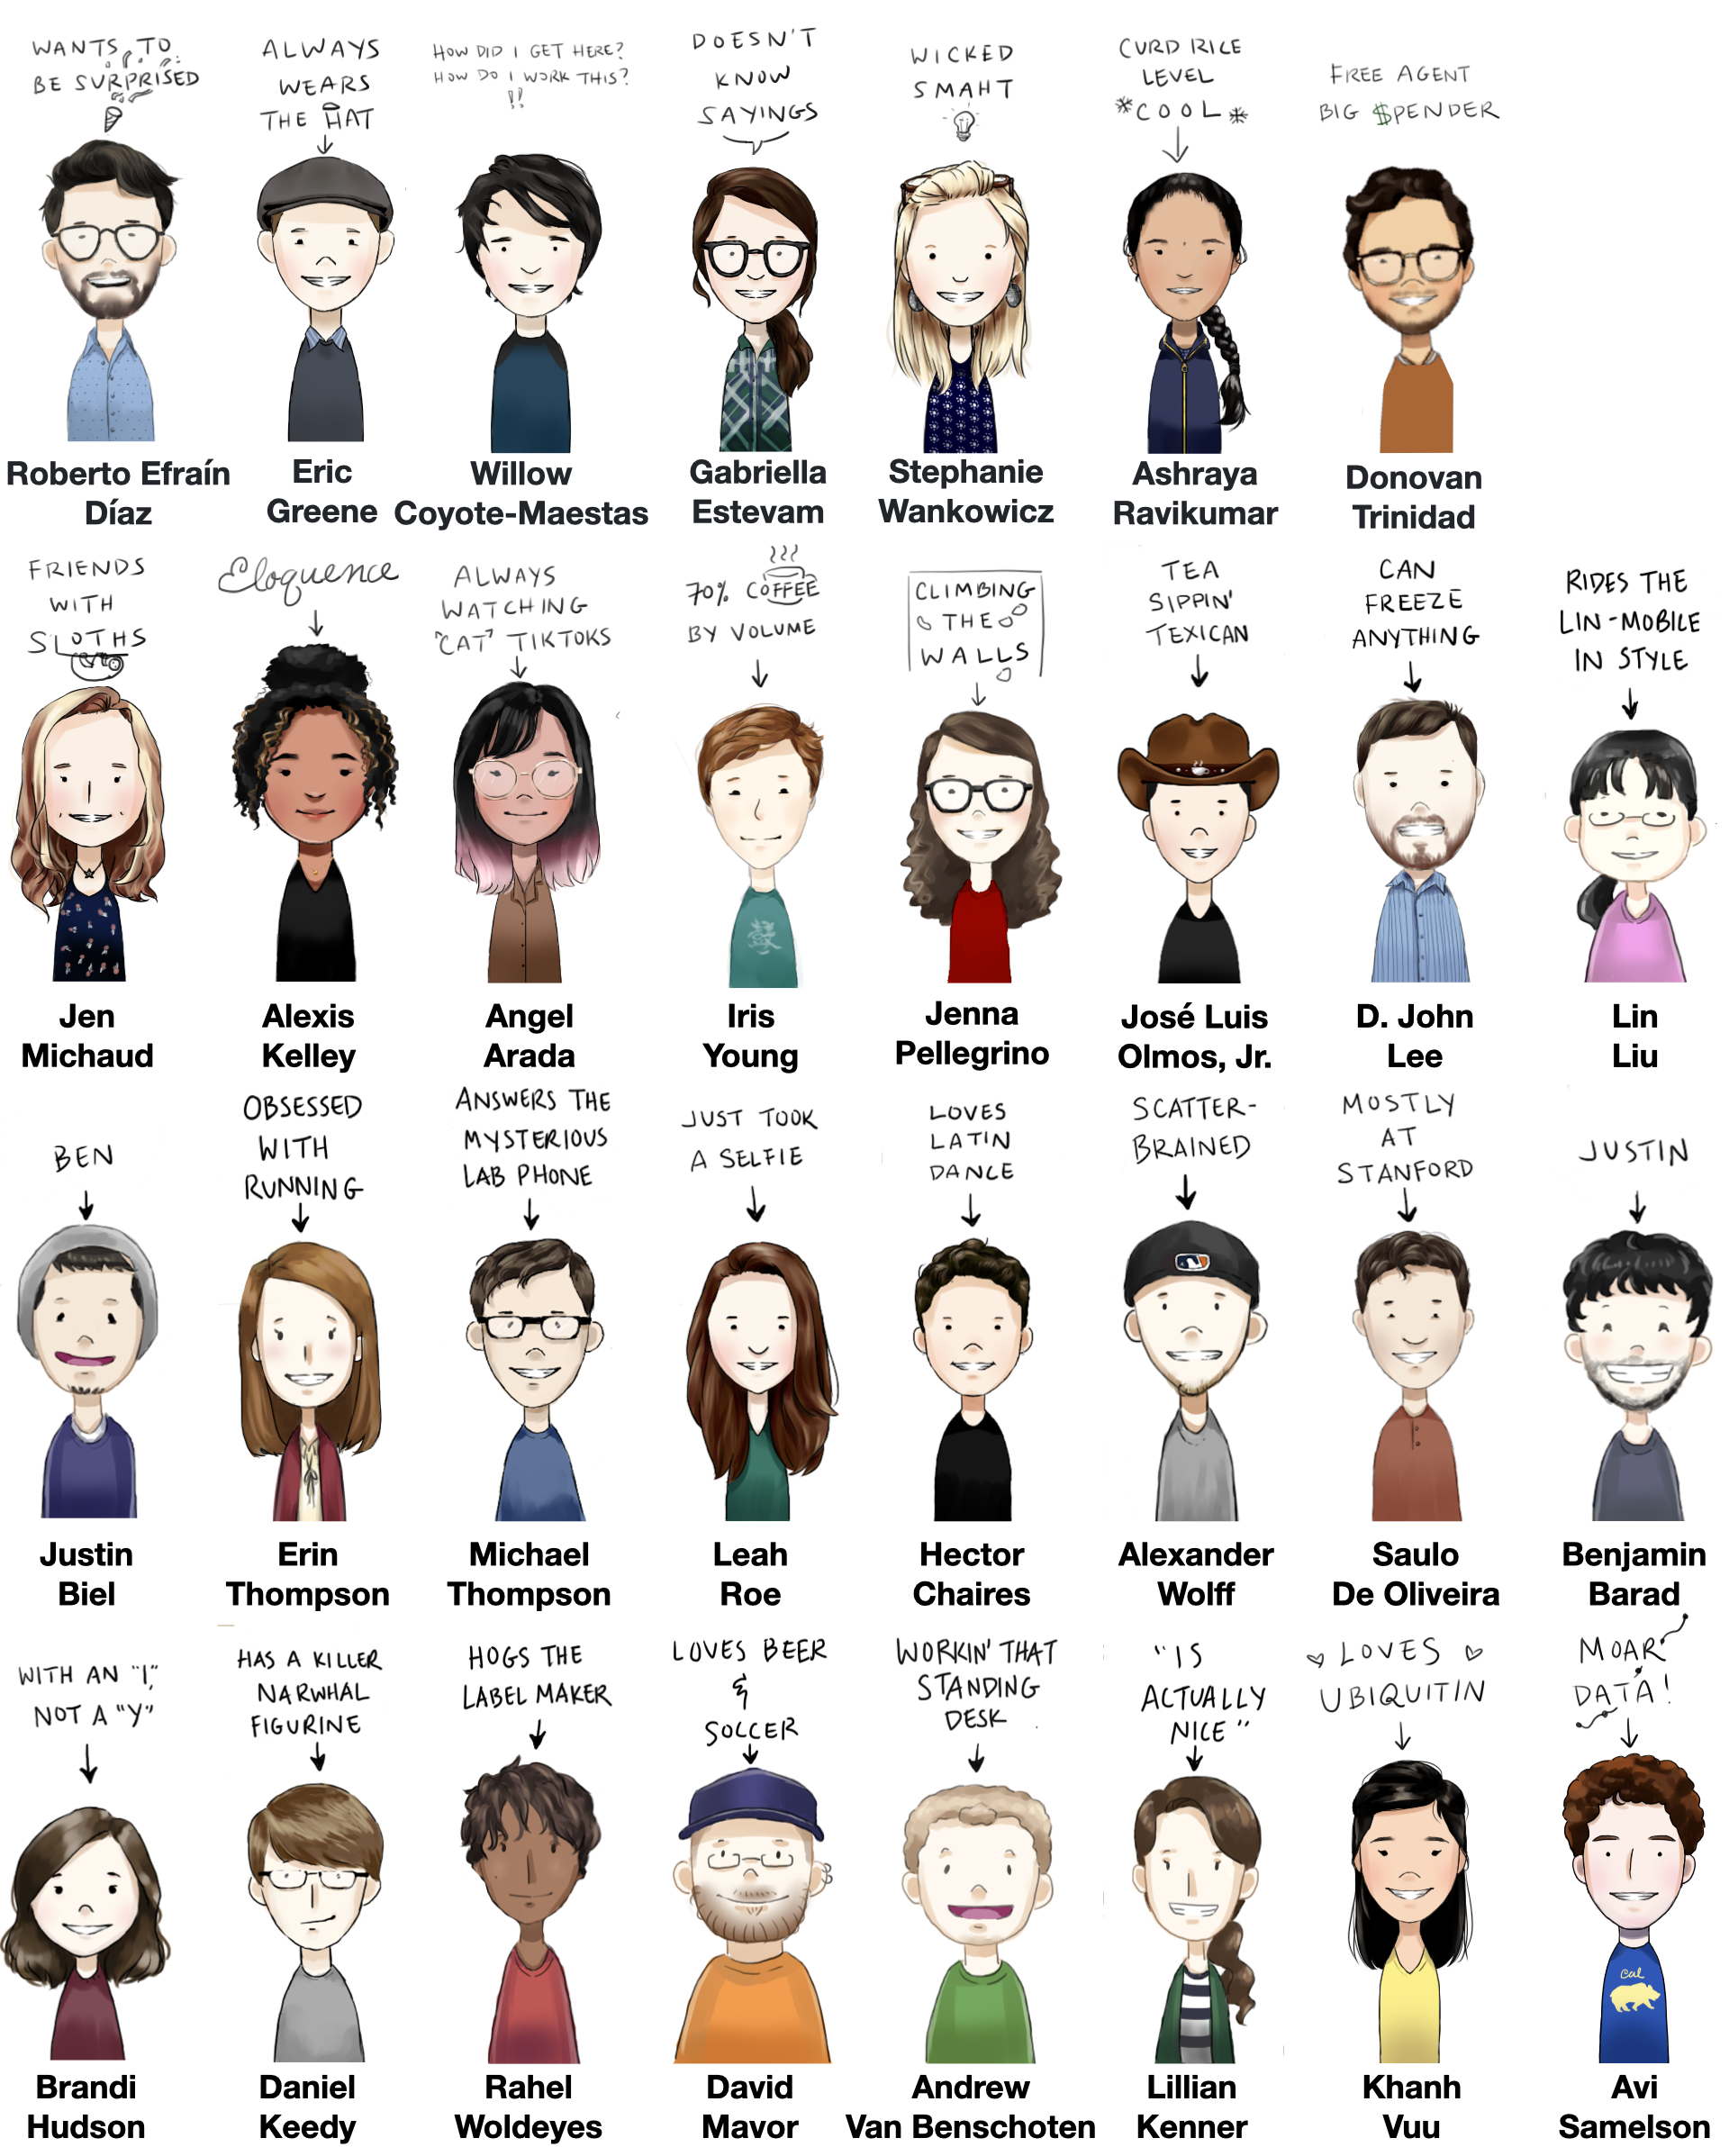 WANTS TO
BE SURPRISED
ALWAYS
WEARS
THE HAT
HOW DID I GET HERE?
HOW DO I WORK THIS?
!!
DOESN'T
KNOW
SAYINGS
WICKED
SMAHT
CURD RICE
LEVEL
*COOL*
FREE AGENT
BIG $PENDER
Roberto Efraín
Díaz
Eric
Greene
Willow
Coyote-Maestas
Gabriella
Estevam
Stephanie
Wankowicz
Ashraya
Ravikumar
Donovan
Trinidad
FRIENDS
WITH
SLOTHS
Eloquence
ALWAYS
WATCHING
"CAT" TIKTOKS
70% COFFEE
BY VOLUME
CLIMBING
THE
WALLS
TEA
SIPPIN'
TEXICAN
CAN
FREEZE
ANYTHING
RIDES THE
LIN-MOBILE
IN STYLE
Jen
Michaud
Alexis
Kelley
Angel
Arada
Iris
Young
Jenna
Pellegrino
José Luis
Olmos, Jr.
D. John
Lee
Lin
Liu
BEN
OBSESSED
WITH
RUNNING
ANSWERS THE
MYSTERIOUS
LAB PHONE
JUST TOOK
A SELFIE
LOVES
LATIN
DANCE
SCATTER-
BRAINED
MOSTLY
AT
STANFORD
JUSTIN
Justin
Biel
Erin
Thompson
Michael
Thompson
Leah
Roe
Hector
Chaires
Alexander
Wolff
Saulo
De Oliveira
Benjamin
Barad
WITH AN "I",
NOT A "Y"
HAS A KILLER
NARWHAL
FIGURINE
HOGS THE
LABEL MAKER
LOVES BEER
&
SOCCER
WORKIN' THAT
STANDING
DESK
"IS
ACTUALLY
NICE"
LOVES
UBIQUITIN
MOAR
DATA!
Cal
Brandi
Hudson
Daniel
Keedy
Rahel
Woldeyes
David
Mavor
Andrew
Van Benschoten
Lillian
Kenner
Khanh
Vuu
Avi
Samelson